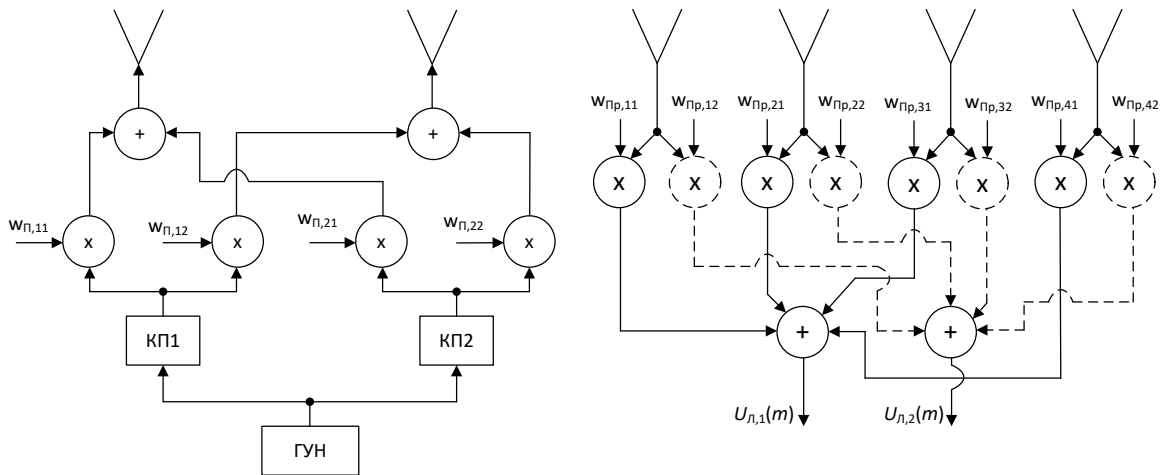 wПр,11 wПр,12 wПр,21 wПр,22 wПр,31 wПр,32 wПр,41 wПр,42
+ +
x x x x x x x x
wП,11 wП,12 wП,21 wП,22
x x x x
КП1 КП2
+ +
UЛ,1(m) UЛ,2(m)
ГУН